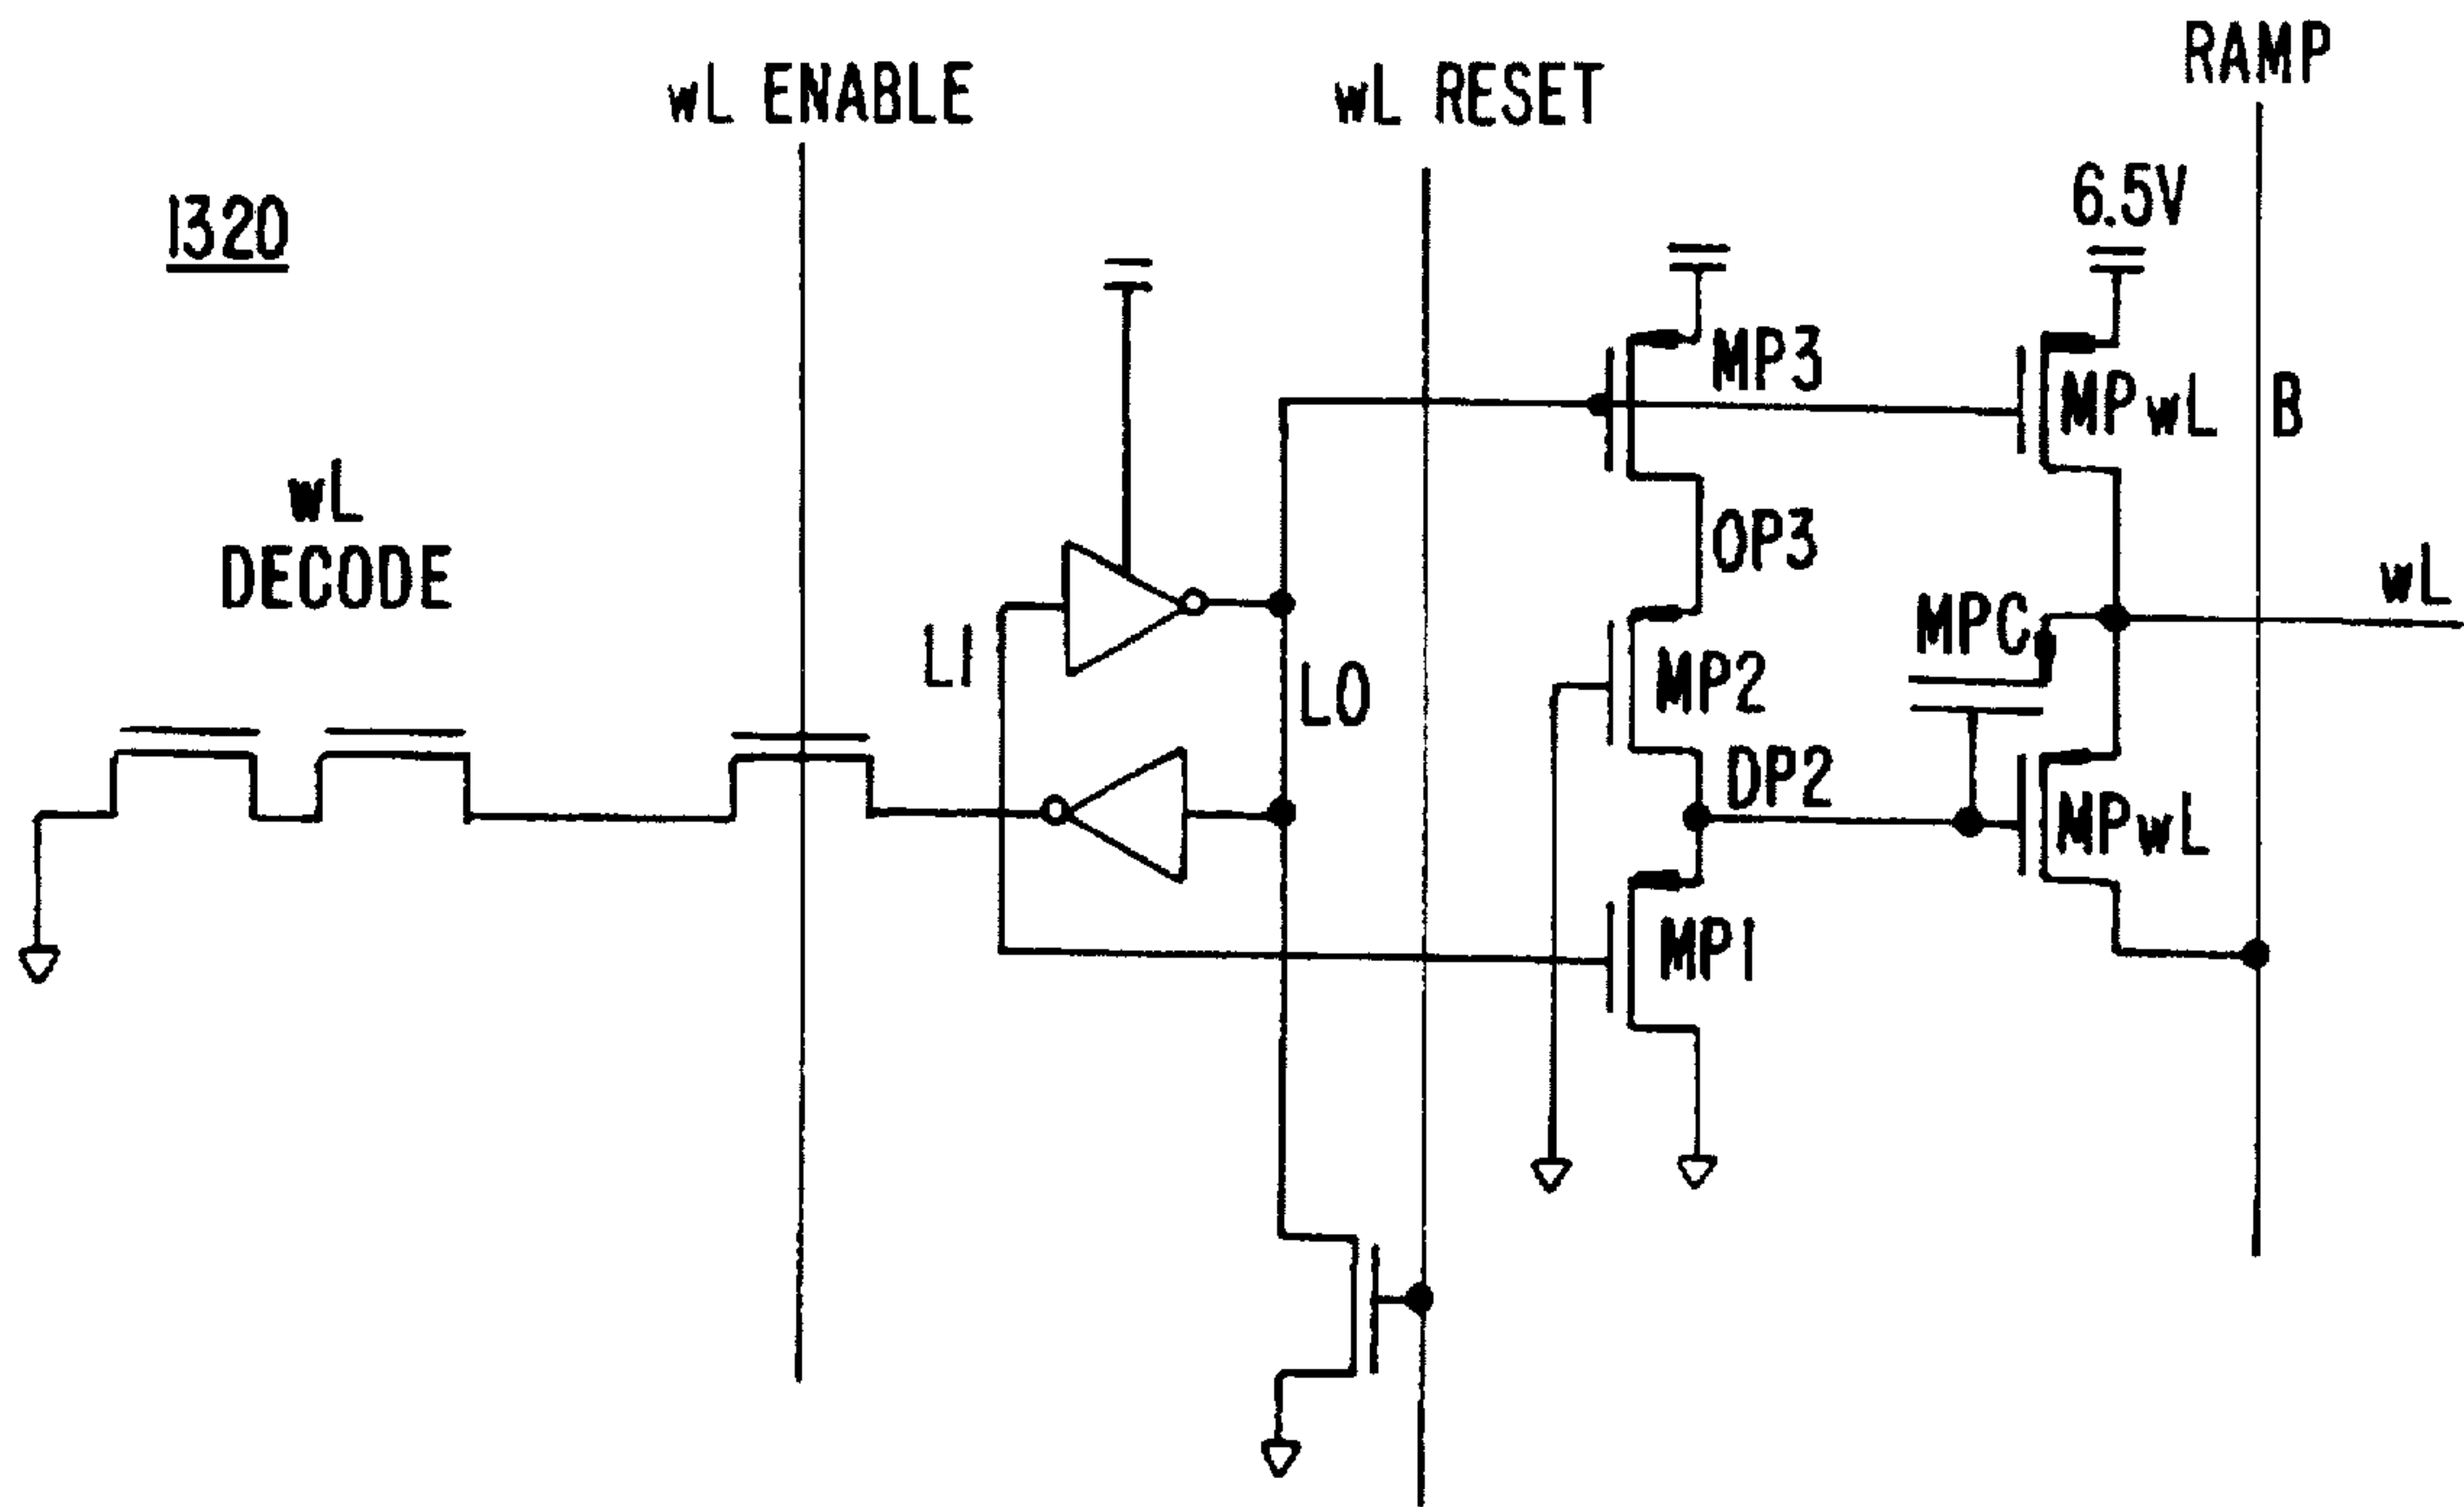 RAMP
wL ENABLE
wL RESET
6.5V
1320
MP3
MPwL
B
wL
DECODE
OP3
wL
MPC
LI
LO
MP2
DP2
MPwL
MP1